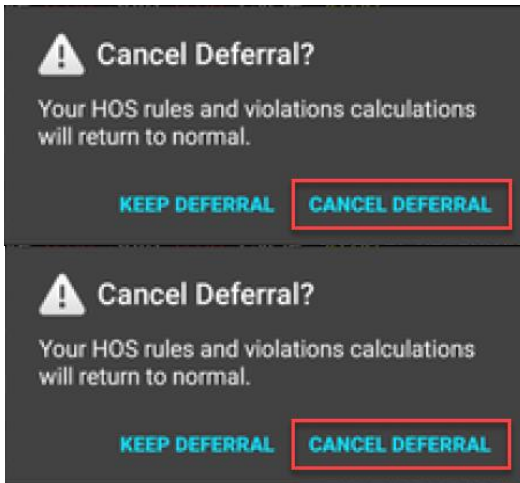 Cancel Deferral?
Your HOS rules and violations calculations
will return to normal.
KEEP DEFERRAL CANCEL DEFERRAL
Cancel Deferral?
Your HOS rules and violations calculations
will return to normal.
KEEP DEFERRAL CANCEL DEFERRAL